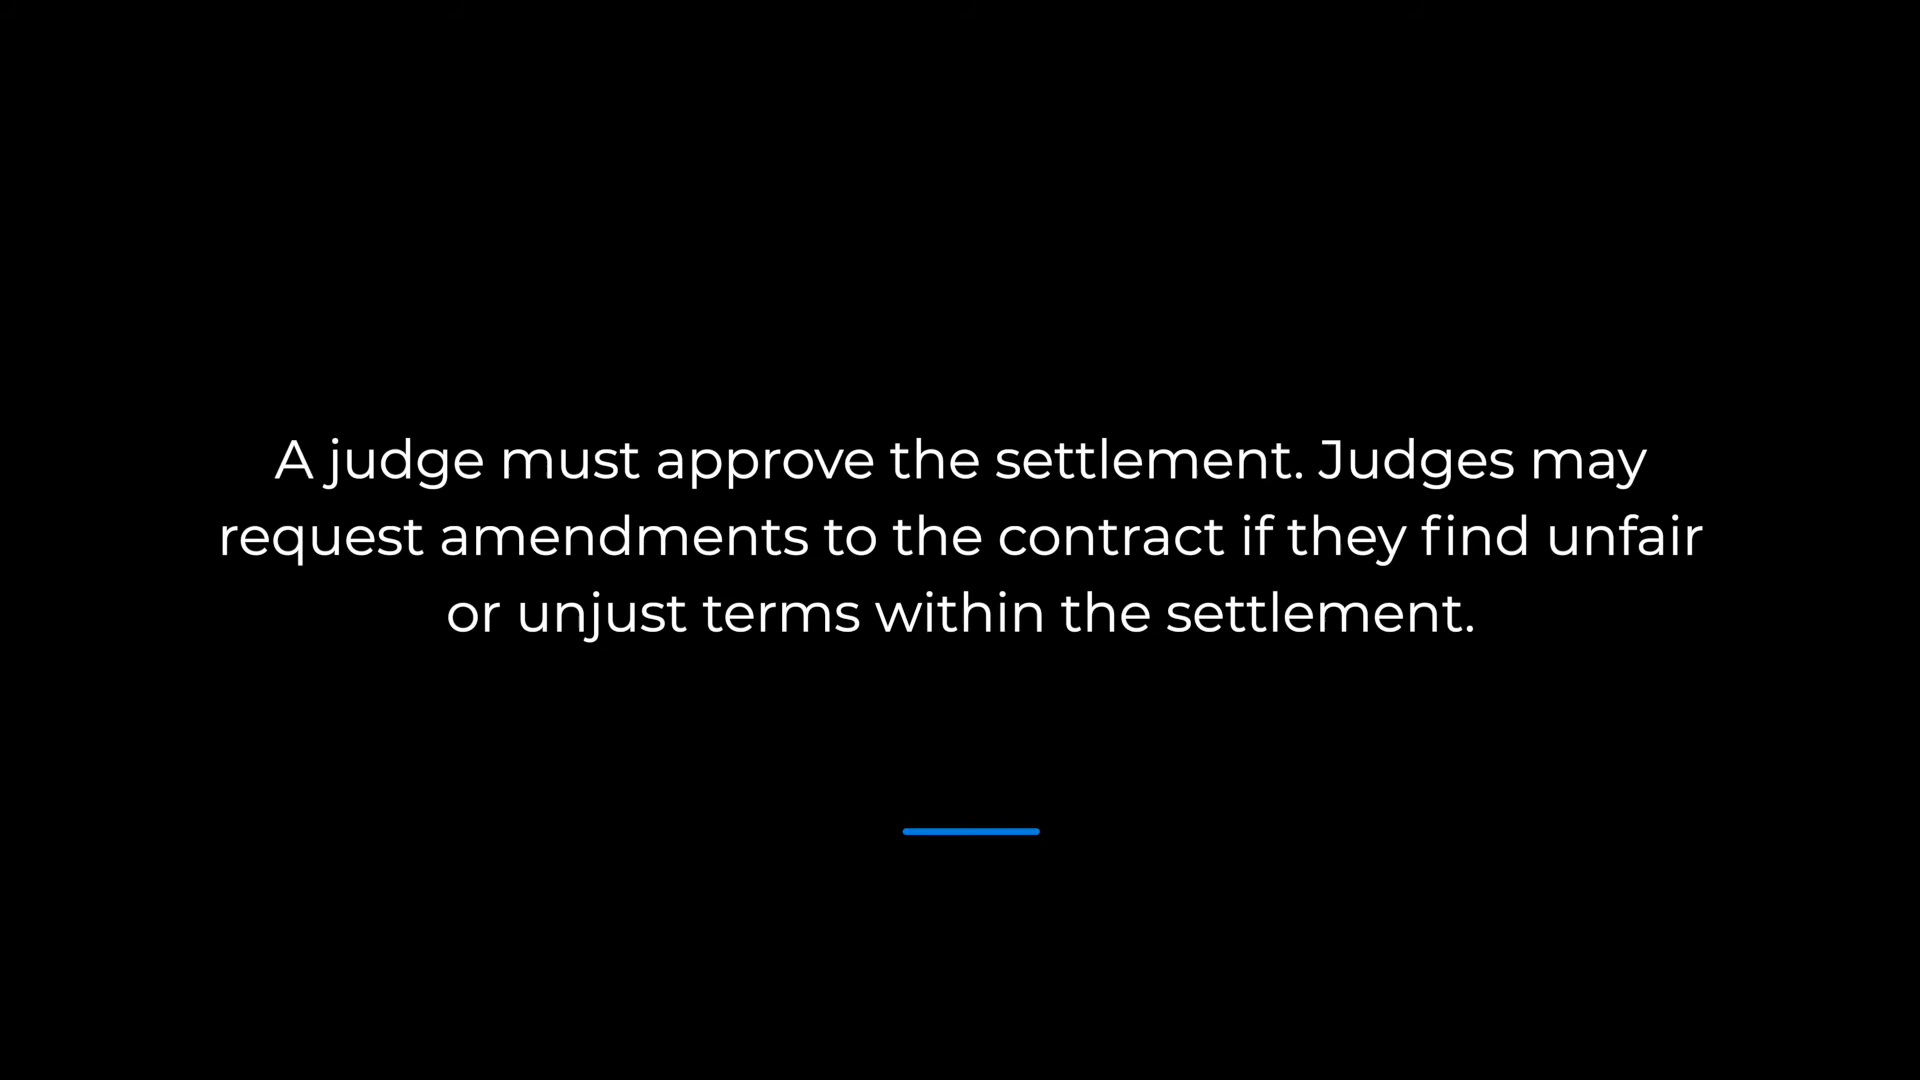 A judge must approve the settlement. Judges may
request amendments to the contract if they find unfair
or unjust terms within the settlement.